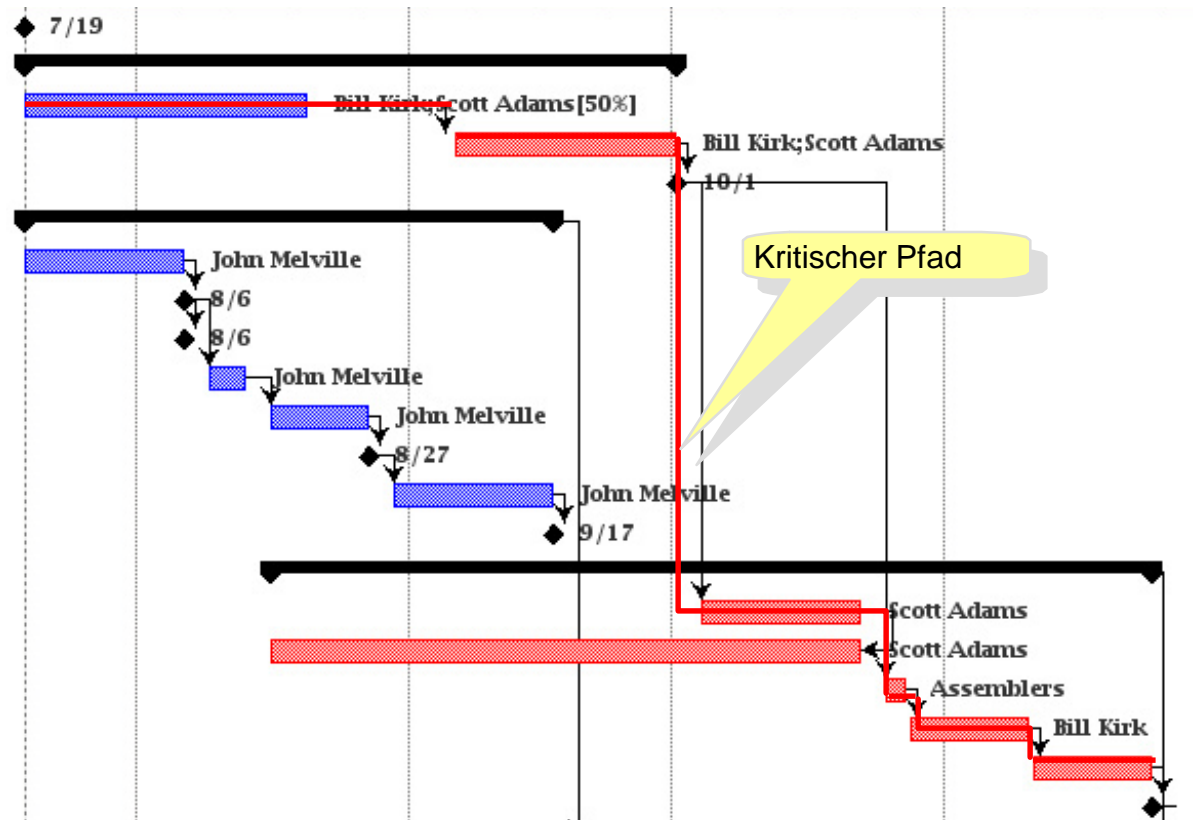 7/19
Bill Kirk;Scott Adams[50%]
Bill Kirk;Scott Adams
10/1
Kritischer Pfad
John Melville
8/6
8/6
John Melville
John Melville
8/27
John Melville
9/17
Scott Adams
Scott Adams
Assemblers
Bill Kirk